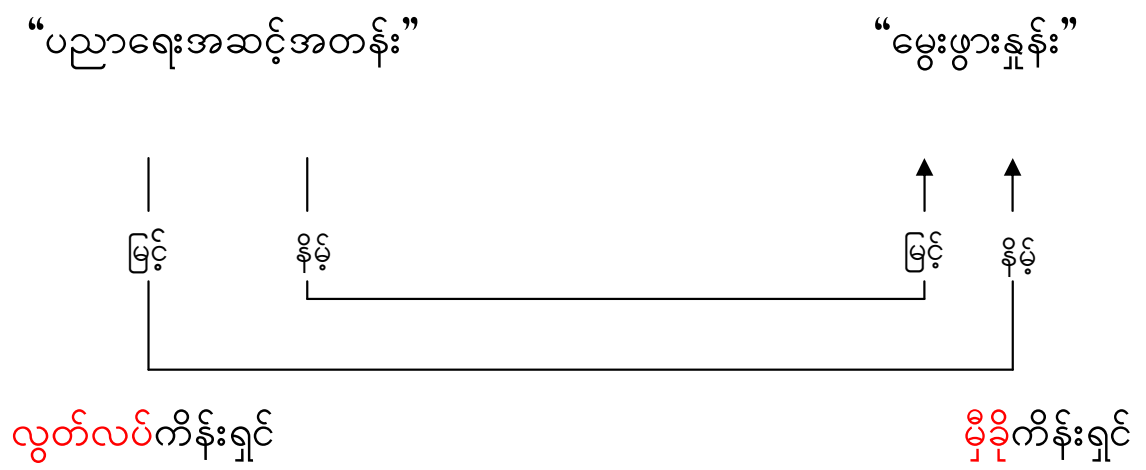 “ပညာရေးအဆင့်အတန်း” “မွေးဖွားနှုန်း”
မြင့် နိမ့် မြင့် နိမ့်
လွတ်လပ်ကိန်းရှင် မှီခိုကိန်းရှင်